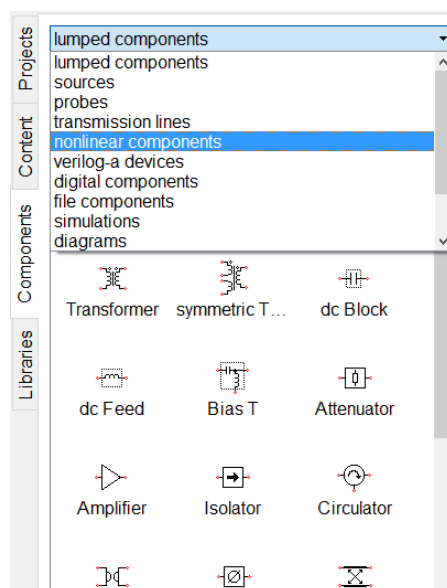 Projects
Content
Components
Libraries
lumped components
lumped components
sources
probes
transmission lines
nonlinear components
verilog-a devices
digital components
file components
simulations
diagrams
Transformer
symmetric T...
dc Block
dc Feed
Bias T
Attenuator
Amplifier
Isolator
Circulator